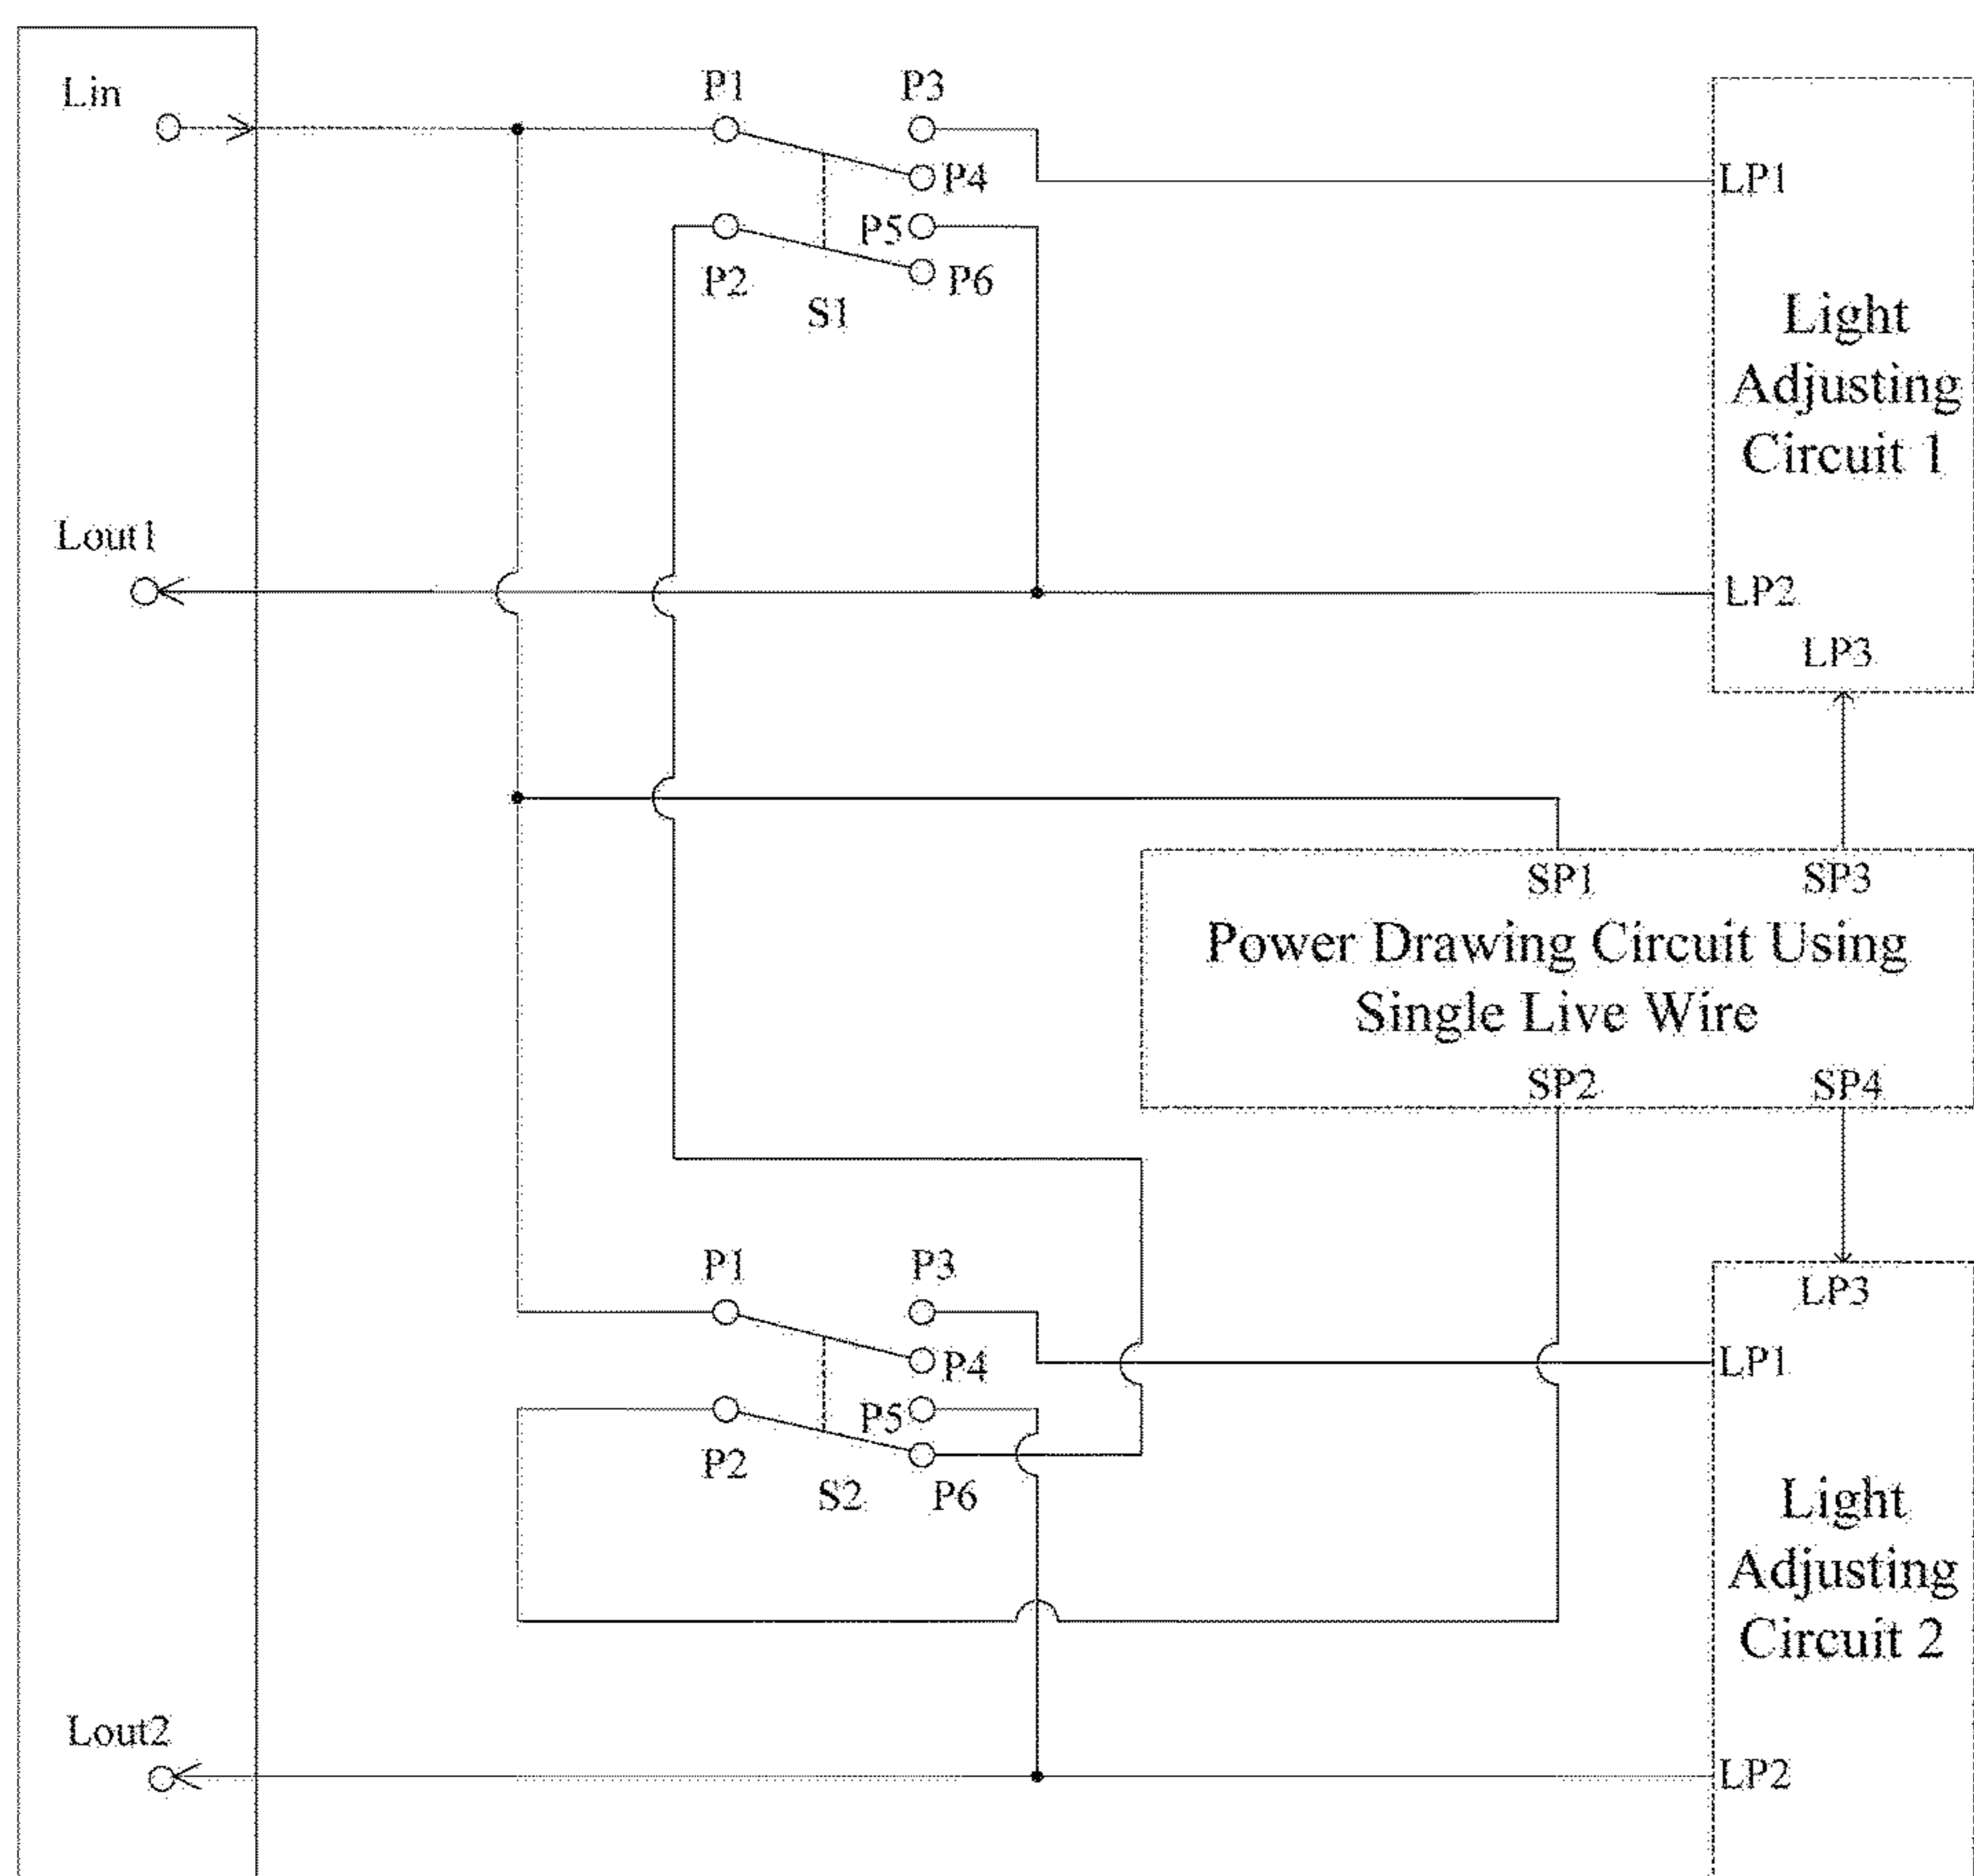 Lin
P1
P3
P4
P5
P2
P6
S1
LP1
Light
Adjusting
Circuit 1
Lout1
LP2
LP3
SP1
SP3
Power Drawing Circuit Using
Single Live Wire
SP2
SP4
P1
P3
LP3
P4
LP1
P5
P2
S2
P6
Light
Adjusting
Circuit 2
Lout2
LP2